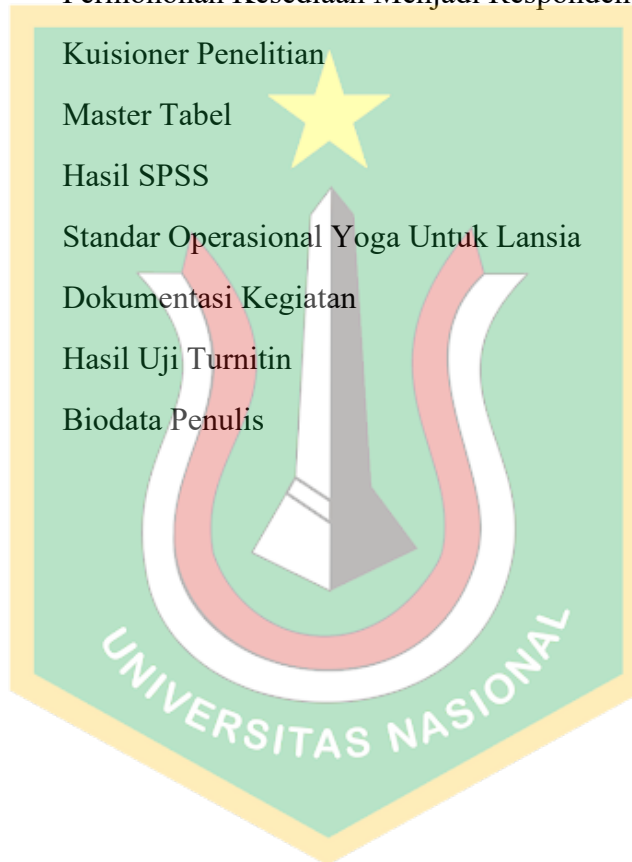 Permohonan Kesediaan Menjadi Responden
Kuisioner Penelitian
Master Tabel
Hasil SPSS
Standar Operasional Yoga Untuk Lansia
Dokumentasi Kegiatan
Hasil Uji Turnitin
Biodata Penulis
UNIVERSITAS NASIONAL